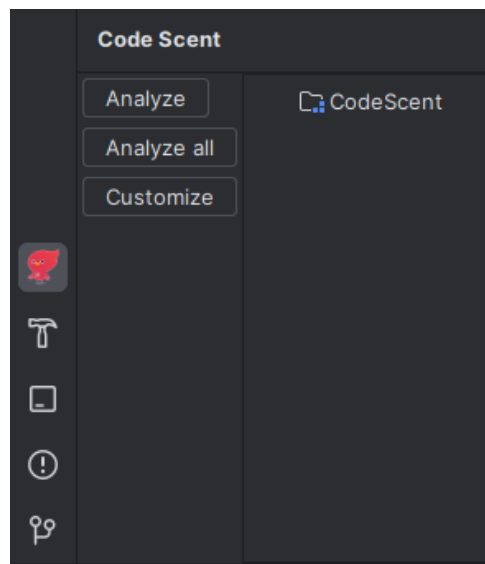 Code Scent
Analyze
CodeScent
Analyze all
Customize